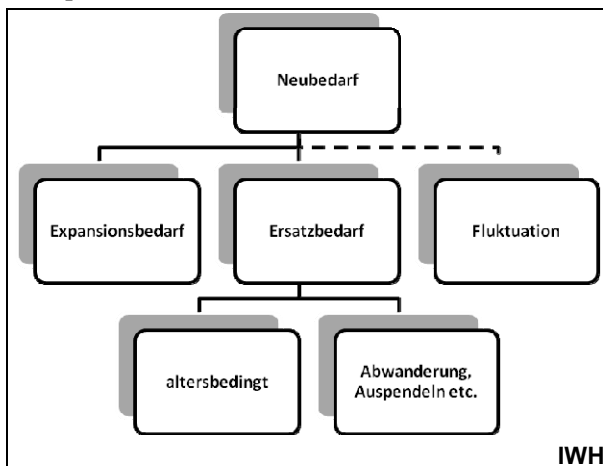 Neubedarf
Expansionsbedarf
Ersatzbedarf
Fluktuation
altersbedingt
Abwanderung,
Auspendeln etc.
IWH